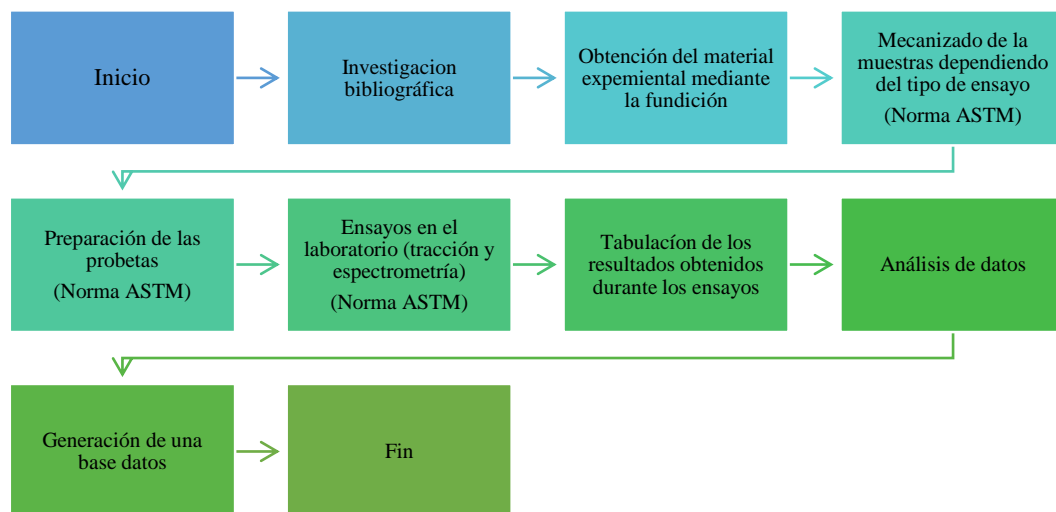 Inicio
Investigacion
bibliográfica
Obtención del material
expemiental mediante
la fundición
Mecanizado de la
muestras dependiendo
del tipo de ensayo
(Norma ASTM)
Preparación de las
probetas
(Norma ASTM)
Ensayos en el
laboratorio (tracción y
espectrometría)
(Norma ASTM)
Tabulacíon de los
resultados obtenidos
durante los ensayos
Análisis de datos
Generación de una
base datos
Fin